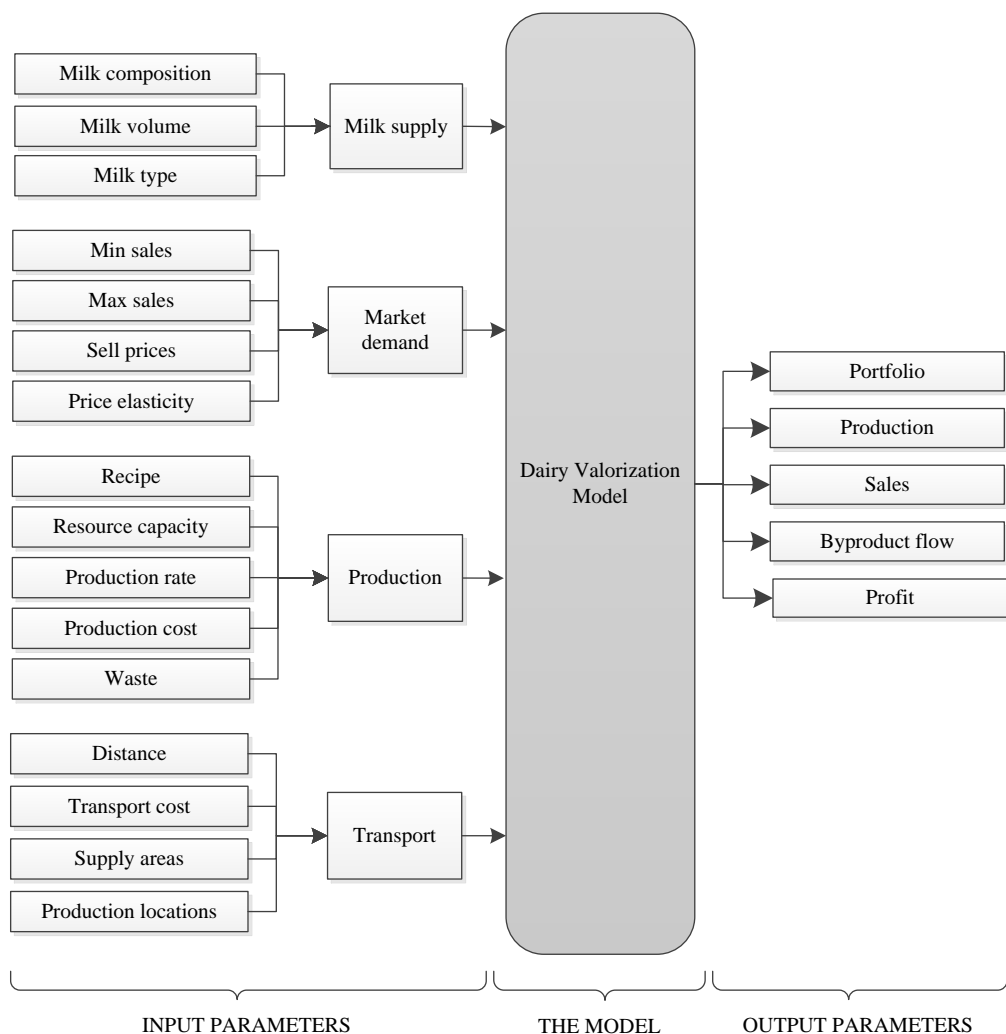 Milk composition
Milk volume
Milk type
Milk supply
Min sales
Max sales
Sell prices
Price elasticity
Market
demand
Recipe
Resource capacity
Production rate
Production cost
Waste
Production
Distance
Transport cost
Supply areas
Production locations
Transport
Dairy Valorization
Model
Portfolio
Production
Sales
Byproduct flow
Profit
INPUT PARAMETERS
THE MODEL
OUTPUT PARAMETERS